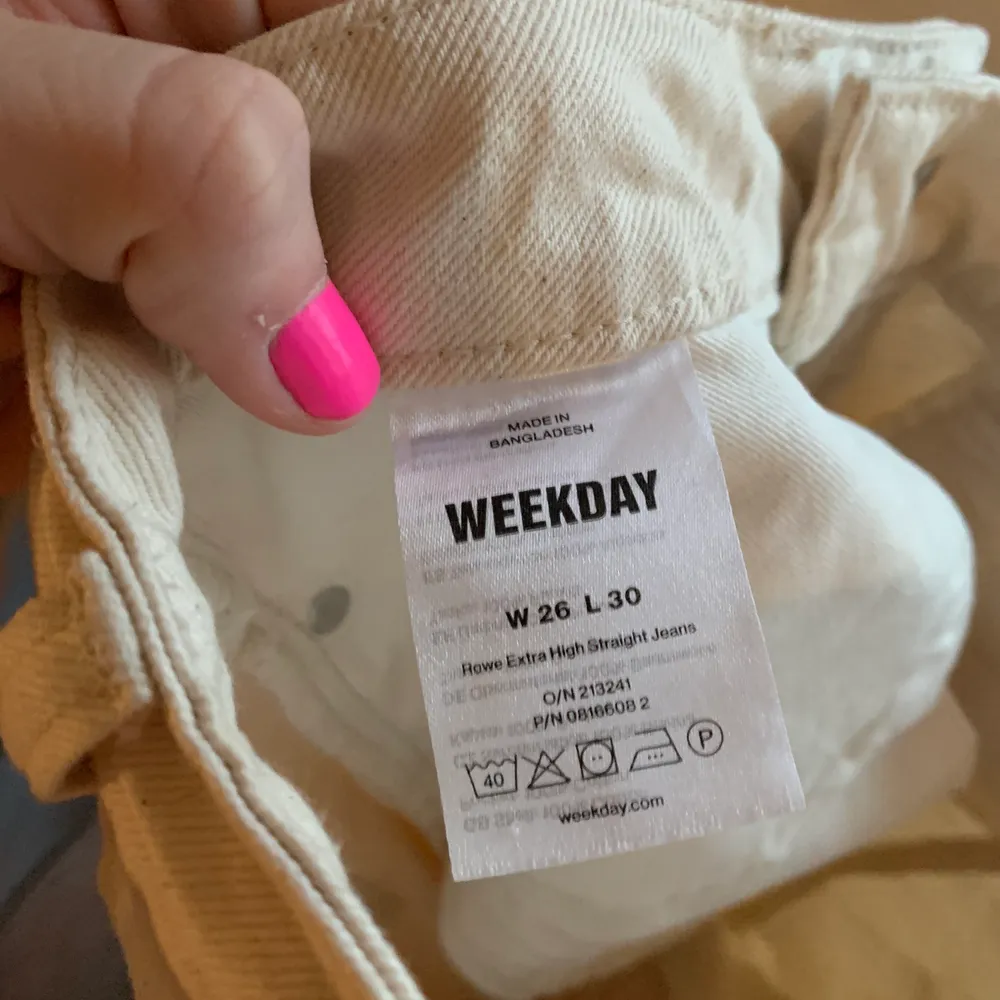 MADE IN
BANGLADESH
WEEKDAY
W 26 L 30
Rowe Extra High Straight Jeans
O/N 213241
P/N 0816608 2
40
P
weekday.com